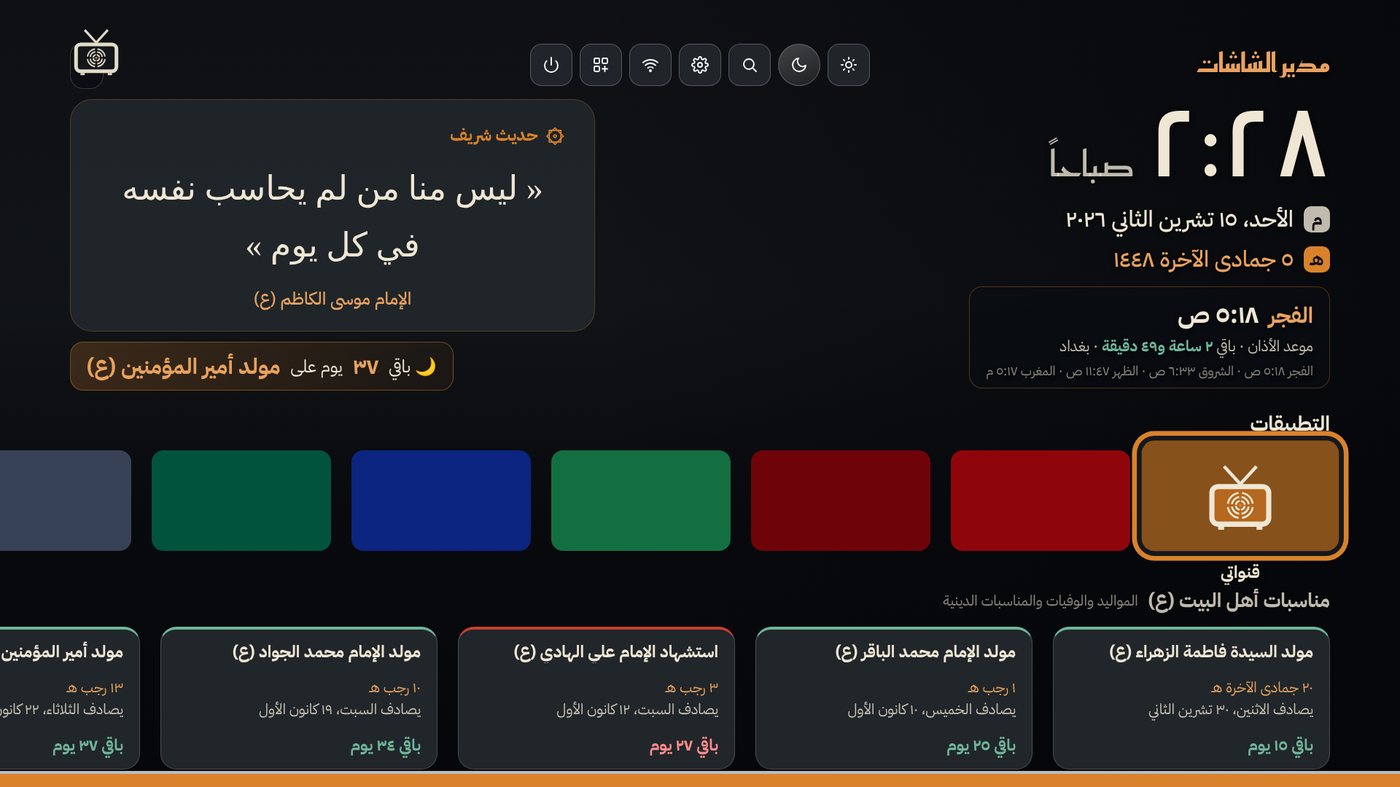 مدير الشاشات
٢:٢٨ صباحاً
م الأحد، ١٥ تشرين الثاني ٢٠٢٦
هـ ٥ جمادى الآخرة ١٤٤٨
الفجر ٥:١٨ ص
موعد الأذان · باقي ٢ ساعة و٤٩ دقيقة · بغداد
الفجر ٥:١٨ ص · الشروق ٦:٣٣ ص · الظهر ١١:٤٧ ص · المغرب ٥:١٧ م
حديث شريف
« ليس منا من لم يحاسب نفسه
في كل يوم »
الإمام موسى الكاظم (ع)
🌙 باقي ٣٧ يوم على مولد أمير المؤمنين (ع)
التطبيقات
قنواتي
مناسبات أهل البيت (ع) المواليد والوفيات والمناسبات الدينية
مولد السيدة فاطمة الزهراء (ع)
٢٠ جمادى الآخرة هـ
يصادف الاثنين، ٣٠ تشرين الثاني
باقي ١٥ يوم
مولد الإمام محمد الباقر (ع)
١ رجب هـ
يصادف الخميس، ١٠ كانون الأول
باقي ٢٥ يوم
استشهاد الإمام علي الهادي (ع)
٣ رجب هـ
يصادف السبت، ١٢ كانون الأول
باقي ٢٧ يوم
مولد الإمام محمد الجواد (ع)
١٠ رجب هـ
يصادف السبت، ١٩ كانون الأول
باقي ٣٤ يوم
مولد أمير المؤمنين
١٣ رجب هـ
يصادف الثلاثاء، ٢٢
باقي ٣٧ يوم